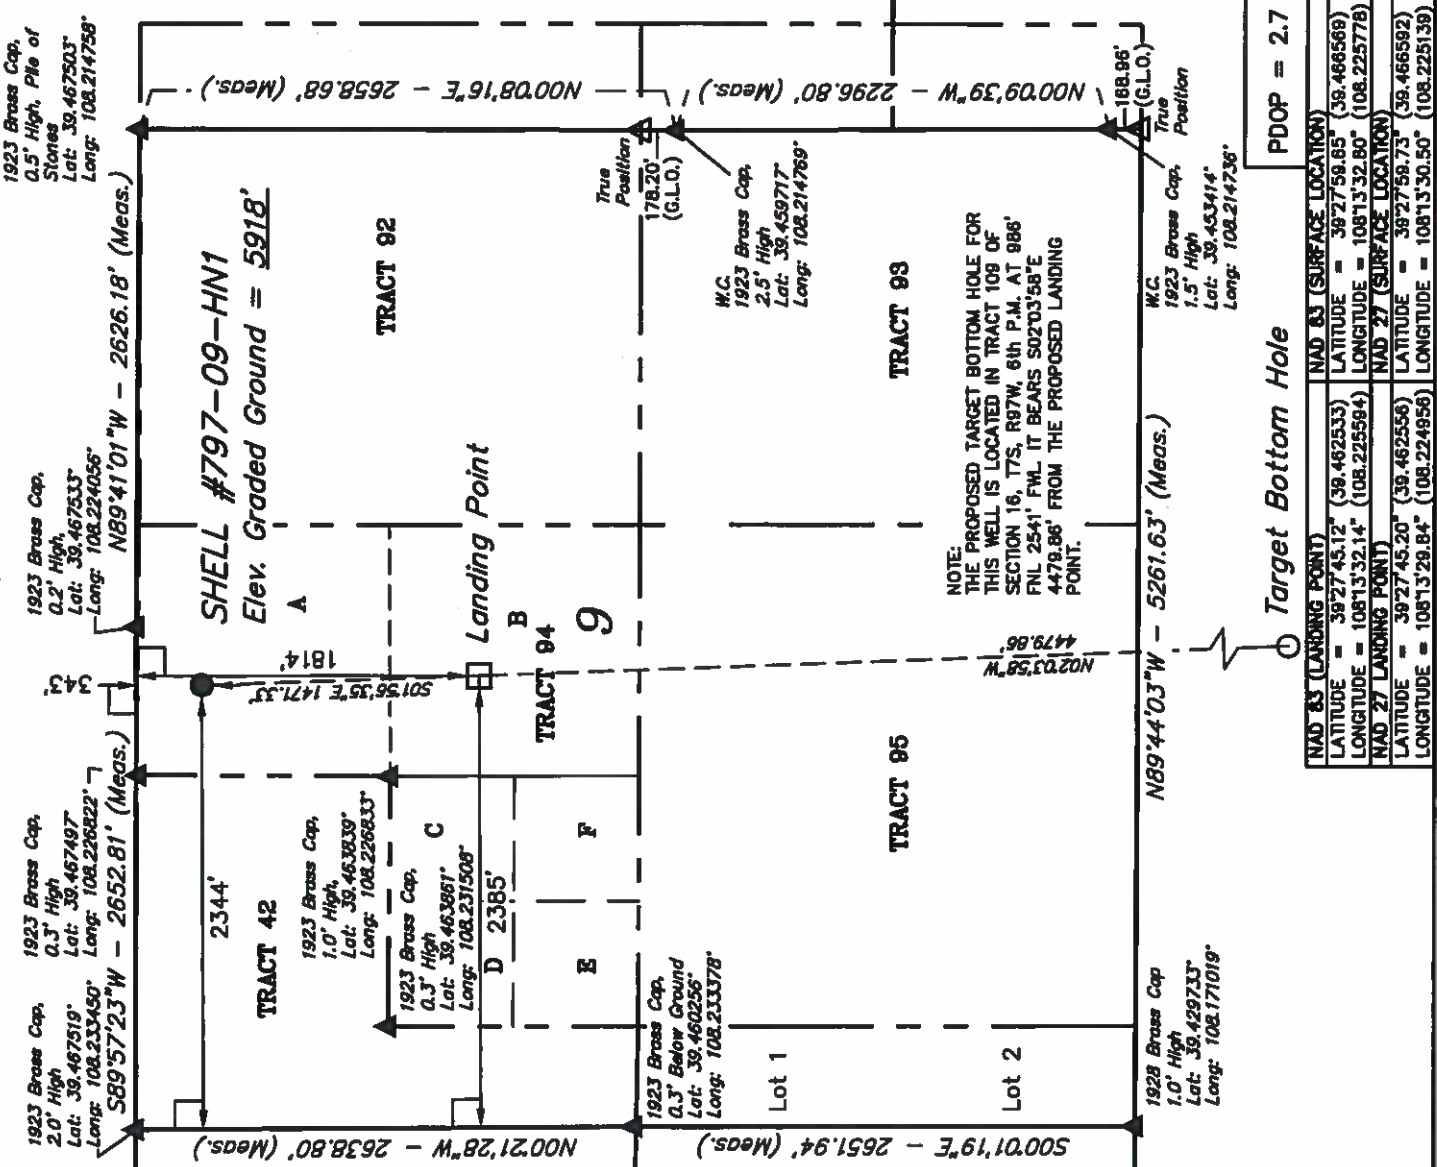 1923 Brass Cap,
2.0' High
Lat: 39.467519°
Long: 108.233450°
S89°57'23"W - 2652.81' (Meas.)
1923 Brass Cap,
0.3' High
Lat: 39.467497°
Long: 108.226822°
1923 Brass Cap,
0.2' High,
Lat: 39.467533°
Long: 108.224056°
N89°41'01"W - 2626.18' (Meas.)
1923 Brass Cap,
0.5' High, Pile of
Stones
Lat: 39.467503°
Long: 108.214758°
343'
1814'
S01°56'35"E 1471.33'
2344'
SHELL #797-09-HN1
Elev. Graded Ground = 5918'
A
TRACT 42
TRACT 92
1923 Brass Cap,
1.0' High,
Lat: 39.463839°
Long: 108.226833°
1923 Brass Cap,
0.3' High
Lat: 39.463861°
Long: 108.231508°
C
D
2385'
E
F
Landing Point
B
TRACT 94
9
N00°21'28"W - 2638.80' (Meas.)
N00°08'16"E - 2658.68' (Meas.)
True
Position
178.20'
(G.L.O.)
1923 Brass Cap,
0.3' Below Ground
Lat: 39.460256°
Long: 108.233378°
W.C.
1923 Brass Cap,
2.5' High
Lat: 39.459717°
Long: 108.214769°
S00°01'19"E - 2651.94' (Meas.)
N00°09'39"W - 2296.80' (Meas.)
Lot 1
Lot 2
TRACT 95
TRACT 93
NOTE:
THE PROPOSED TARGET BOTTOM HOLE FOR
THIS WELL IS LOCATED IN TRACT 109 OF
SECTION 16, T7S, R97W, 6th P.M. AT 986'
FNL 2541' FWL IT BEARS S02°03'58"E
4479.86' FROM THE PROPOSED LANDING
POINT.
N02°03'58"W
4479.86'
168.96'
(G.L.O.)
True
Position
1928 Brass Cap
1.0' High
Lat: 39.429733°
Long: 108.171019°
N89°44'03"W - 5261.63' (Meas.)
W.C.
1923 Brass Cap,
1.5' High
Lat: 39.453414°
Long: 108.214736°
Target Bottom Hole
PDOP = 2.7
NAD 83 (LANDING POINT)
LATITUDE = 39°27'45.12" (39.462533)
LONGITUDE = 108°13'32.14" (108.225594)
NAD 27 LANDING POINT)
LATITUDE = 39°27'45.20" (39.462556)
LONGITUDE = 108°13'29.84" (108.224956)
NAD 83 (SURFACE LOCATION)
LATITUDE = 39°27'59.65" (39.466569)
LONGITUDE = 108°13'32.80" (108.225778)
NAD 27 (SURFACE LOCATION)
LATITUDE = 39°27'59.73" (39.466592)
LONGITUDE = 108°13'30.50" (108.225139)